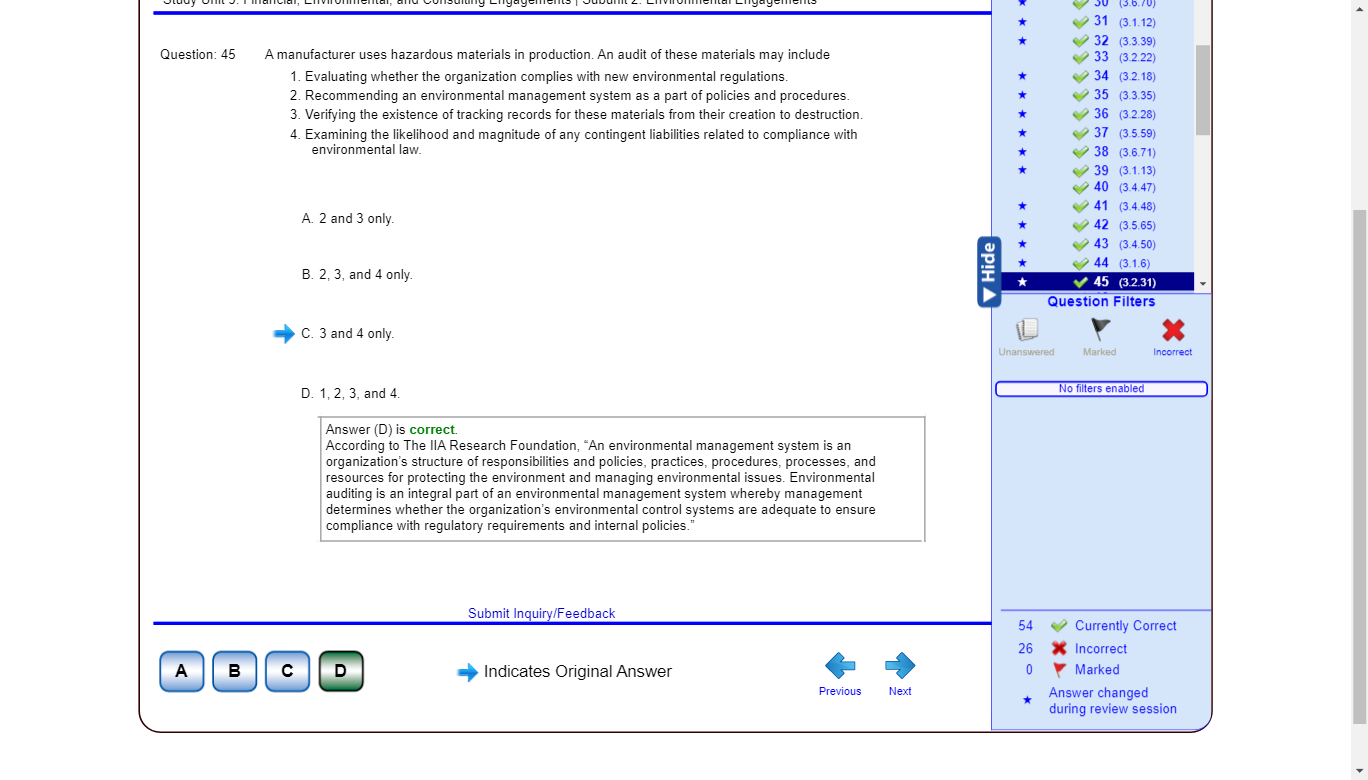 Study Unit 3: Financial, Environmental, and Consulting Engagements | Subunit 2: Environmental Engagements
Question: 45 A manufacturer uses hazardous materials in production. An audit of these materials may include
1. Evaluating whether the organization complies with new environmental regulations.
2. Recommending an environmental management system as a part of policies and procedures.
3. Verifying the existence of tracking records for these materials from their creation to destruction.
4. Examining the likelihood and magnitude of any contingent liabilities related to compliance with
environmental law.
A. 2 and 3 only.
B. 2, 3, and 4 only.
C. 3 and 4 only.
D. 1, 2, 3, and 4.
Answer (D) is correct.
According to The IIA Research Foundation, “An environmental management system is an
organization’s structure of responsibilities and policies, practices, procedures, processes, and
resources for protecting the environment and managing environmental issues. Environmental
auditing is an integral part of an environmental management system whereby management
determines whether the organization’s environmental control systems are adequate to ensure
compliance with regulatory requirements and internal policies.”
Submit Inquiry/Feedback
A B C D
Indicates Original Answer
Previous Next
30 (3.6.70)
31 (3.1.12)
32 (3.3.39)
33 (3.2.22)
34 (3.2.18)
35 (3.3.35)
36 (3.2.28)
37 (3.5.59)
38 (3.6.71)
39 (3.1.13)
40 (3.4.47)
41 (3.4.48)
42 (3.5.65)
43 (3.4.50)
44 (3.1.6)
45 (3.2.31)
Hide
Question Filters
Unanswered Marked Incorrect
No filters enabled
54 Currently Correct
26 Incorrect
0 Marked
Answer changed
during review session